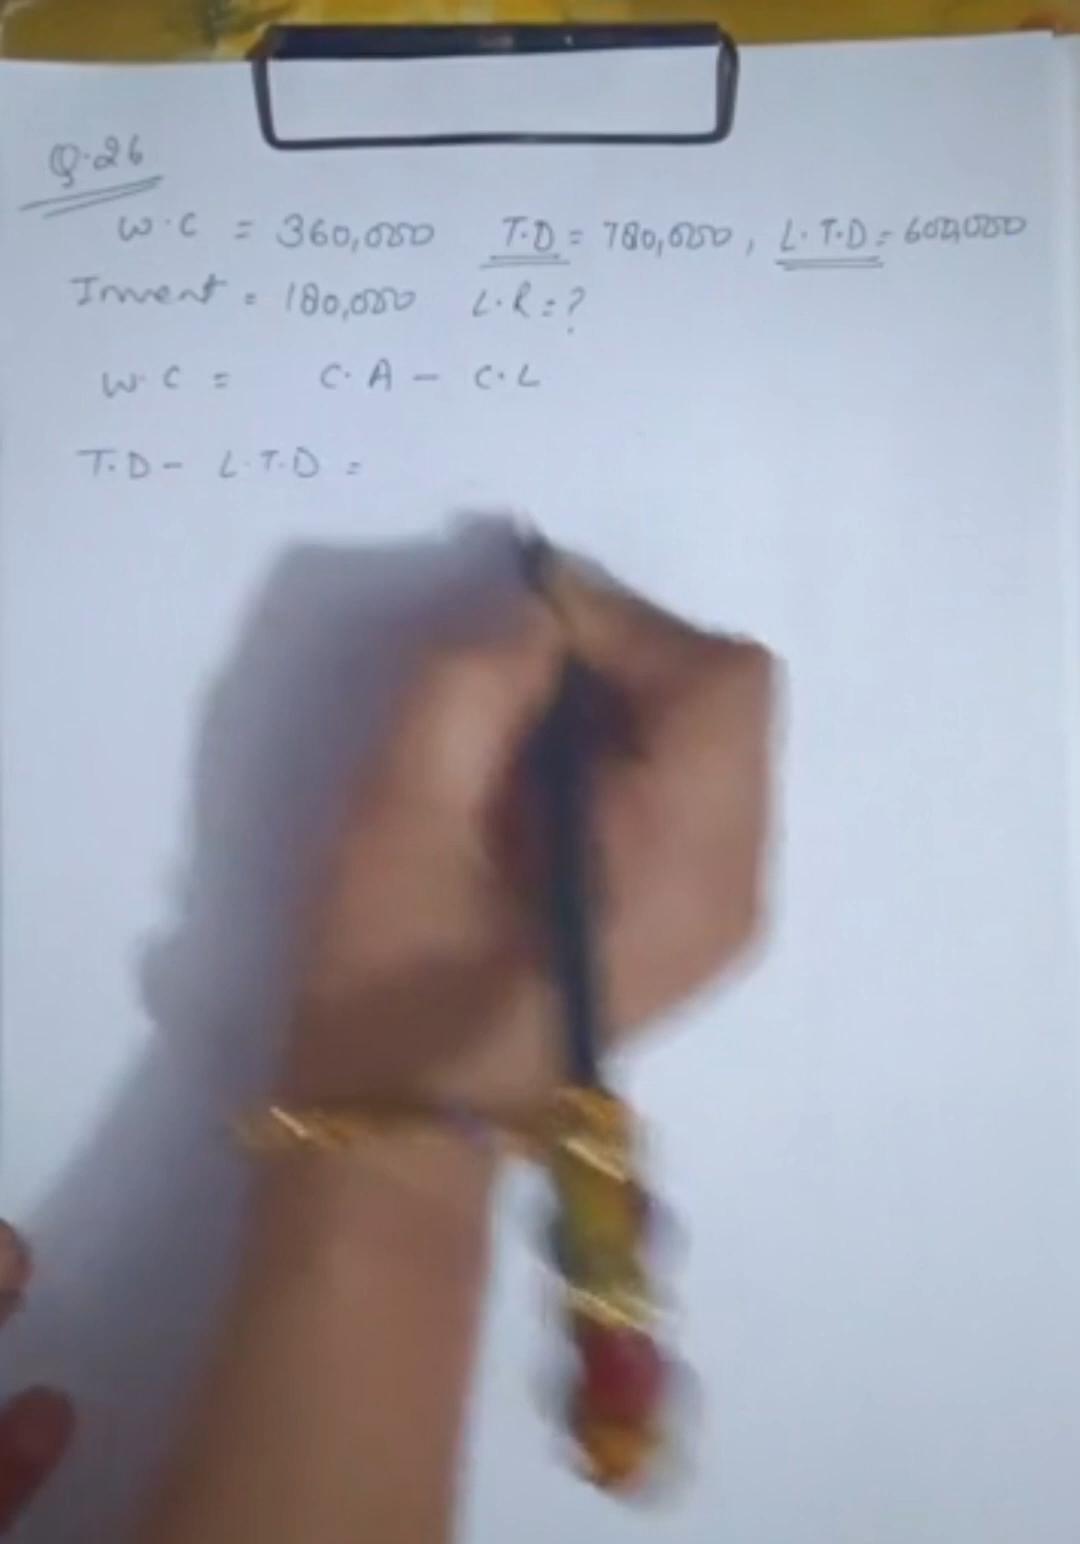 Q.26
W.C = 360,000 T.D = 780,000, L.T.D = 600,000
Invent = 180,000 L.R = ?
W.C = C.A - C.L
T.D - L.T.D =